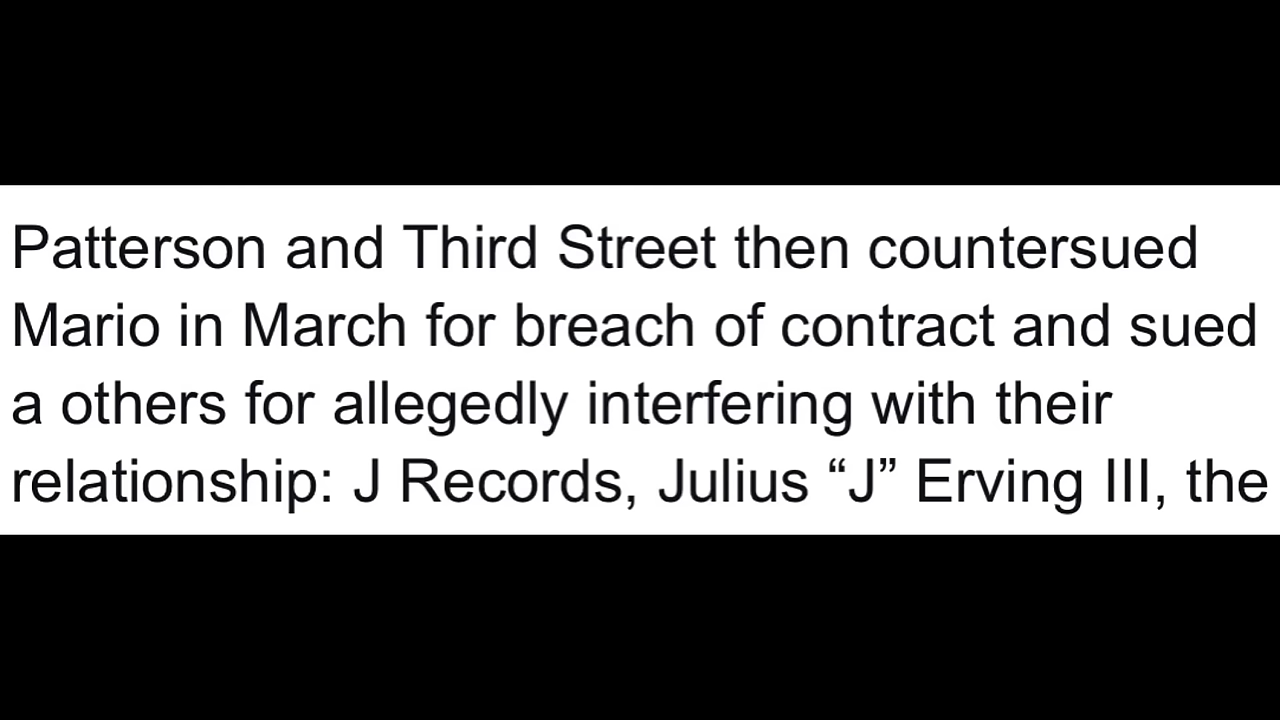 Patterson and Third Street then countersued
Mario in March for breach of contract and sued
a others for allegedly interfering with their
relationship: J Records, Julius “J” Erving III, the